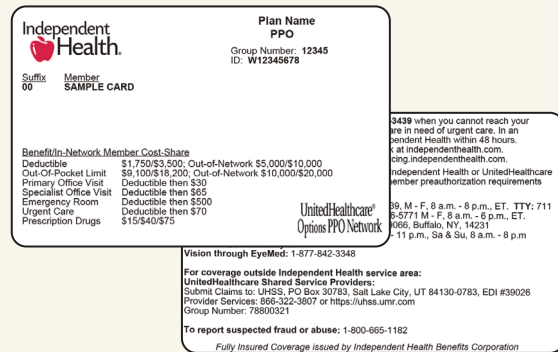 Independent
Health®
Plan Name
PPO
Group Number: 12345
ID: W12345678
Suffix Member
00 SAMPLE CARD
Benefit/In-Network Member Cost-Share
Deductible $1,750/$3,500; Out-of-Network $5,000/$10,000
Out-Of-Pocket Limit $9,100/$18,200; Out-of-Network $10,000/$20,000
Primary Office Visit Deductible then $30
Specialist Office Visit Deductible then $65
Emergency Room Deductible then $500
Urgent Care Deductible then $70
Prescription Drugs $15/$40/$75
UnitedHealthcare®
Options PPO Network
-3439 when you cannot reach your
are in need of urgent care. In an
pendent Health within 48 hours.
at independenthealth.com.
cing.independenthealth.com.
Independent Health or UnitedHealthcare
ember preauthorization requirements
39, M - F, 8 a.m. - 8 p.m., ET. TTY: 711
6-5771 M - F, 8 a.m. - 6 p.m., ET.
066, Buffalo, NY, 14231
- 11 p.m., Sa & Su, 8 a.m. - 8 p.m
Vision through EyeMed: 1-877-842-3348
For coverage outside Independent Health service area:
UnitedHealthcare Shared Service Providers:
Submit Claims to: UHSS, PO Box 30783, Salt Lake City, UT 84130-0783, EDI #39026
Provider Services: 866-322-3807 or https://uhss.umr.com
Group Number: 78800321
To report suspected fraud or abuse: 1-800-665-1182
Fully Insured Coverage issued by Independent Health Benefits Corporation